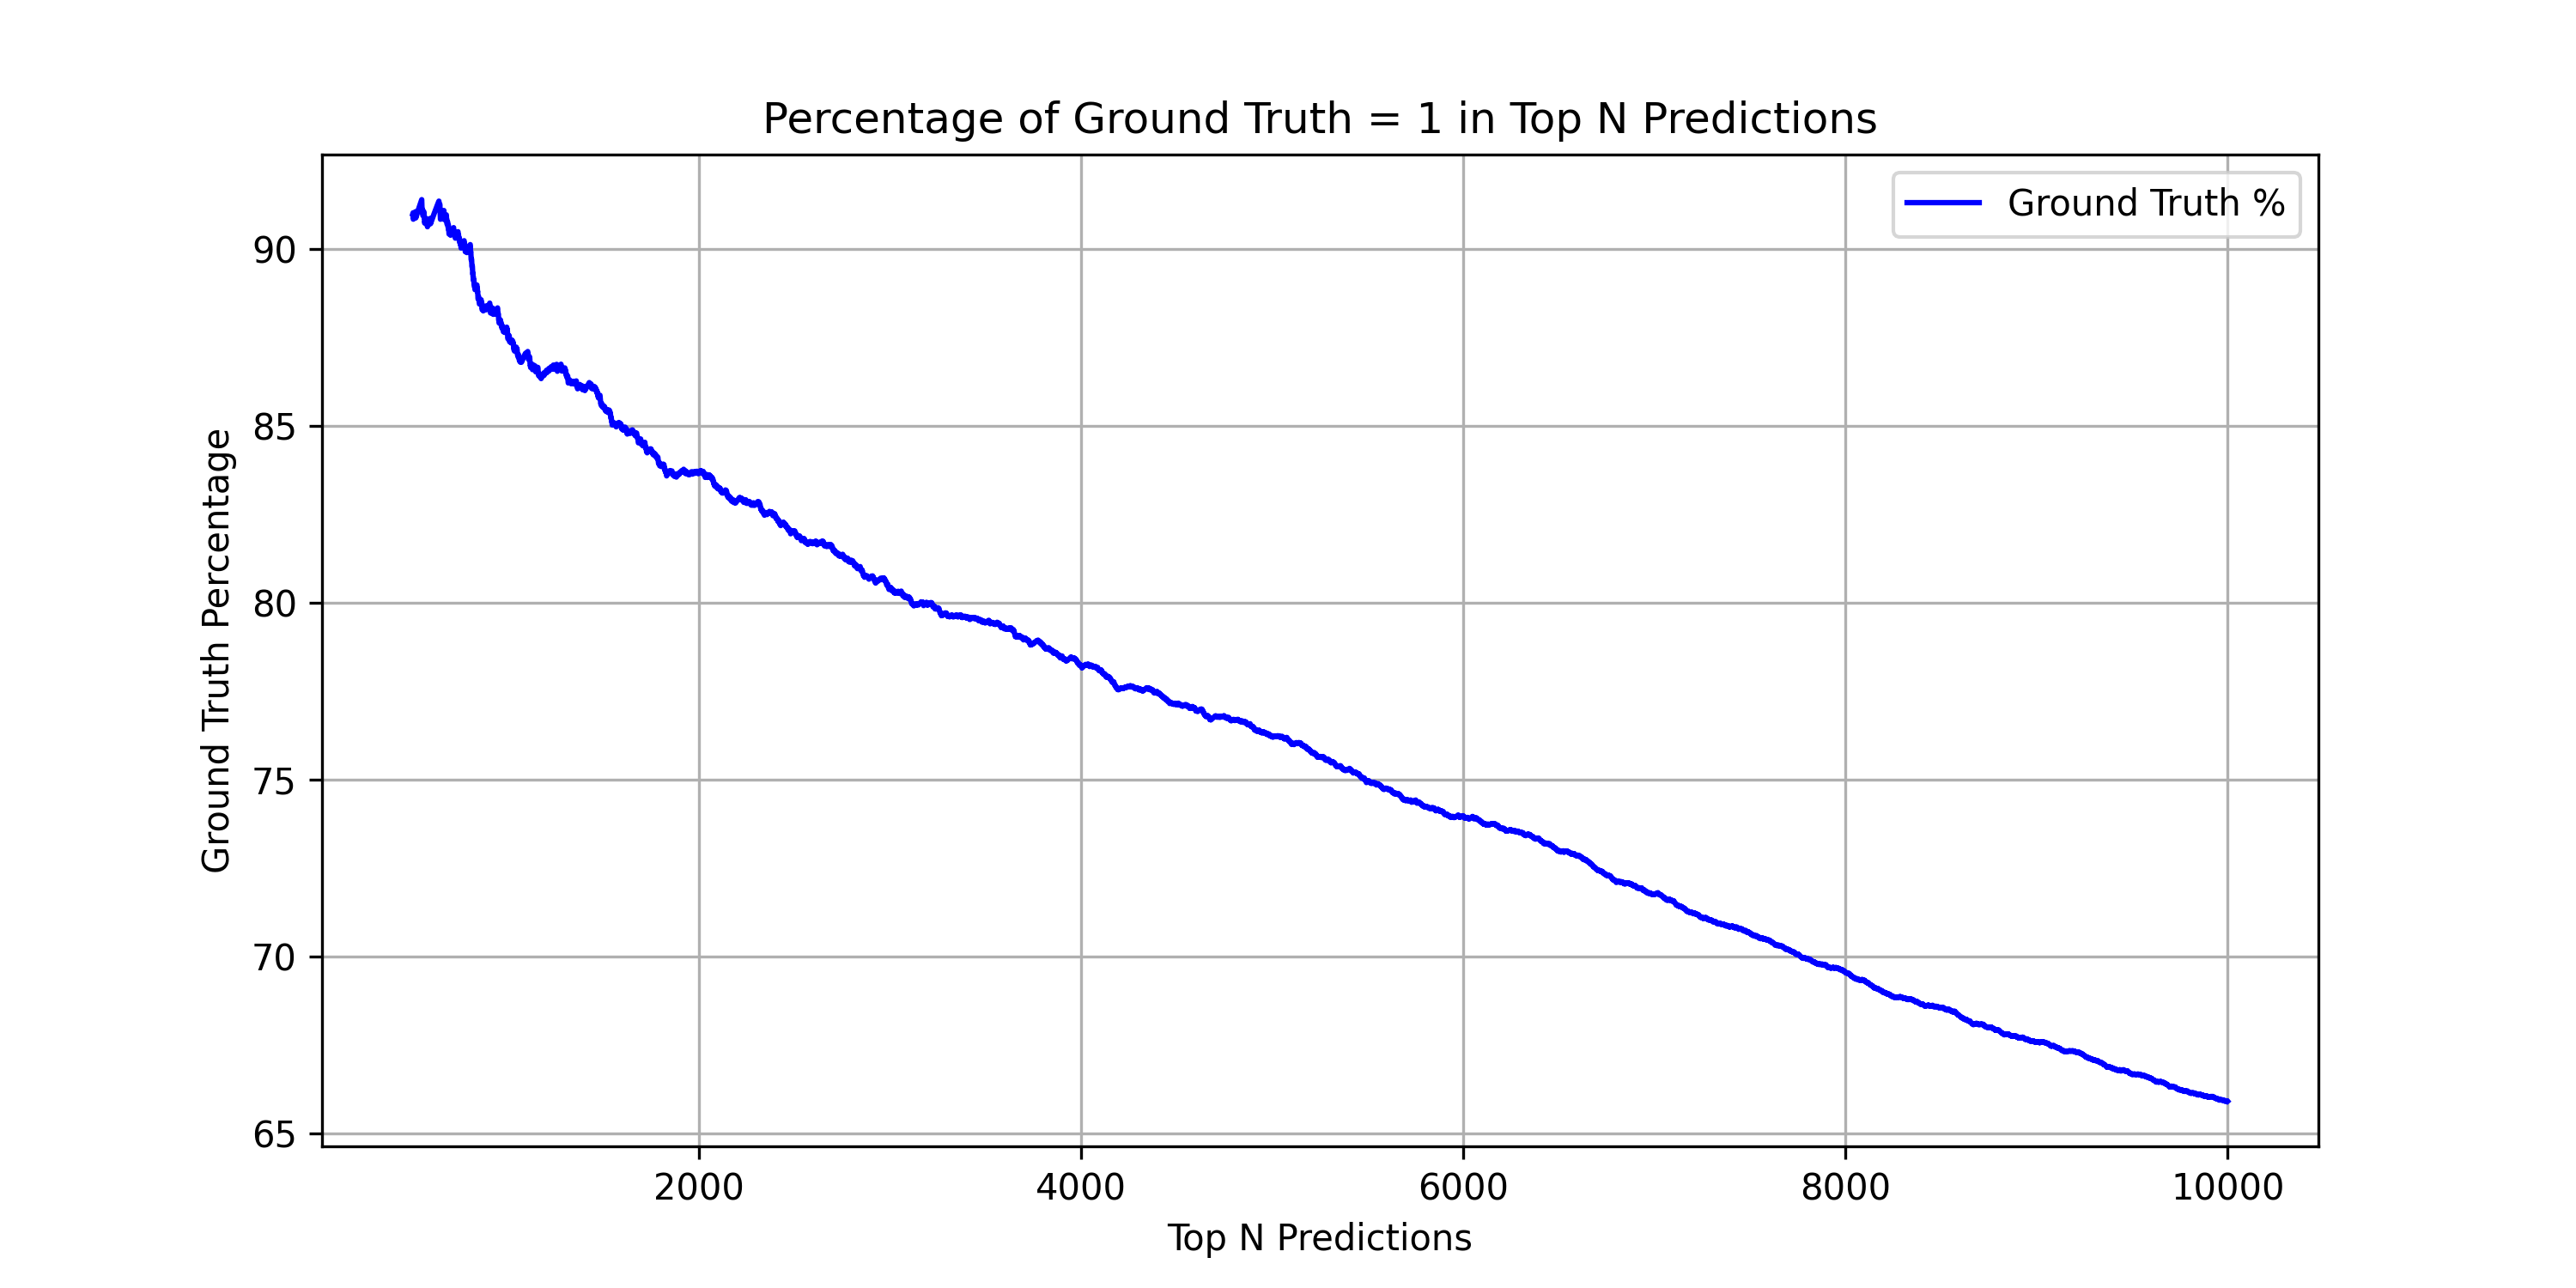 Percentage of Ground Truth = 1 in Top N Predictions
Ground Truth %
Ground Truth Percentage
90
85
80
75
70
65
2000 4000 6000 8000 10000
Top N Predictions